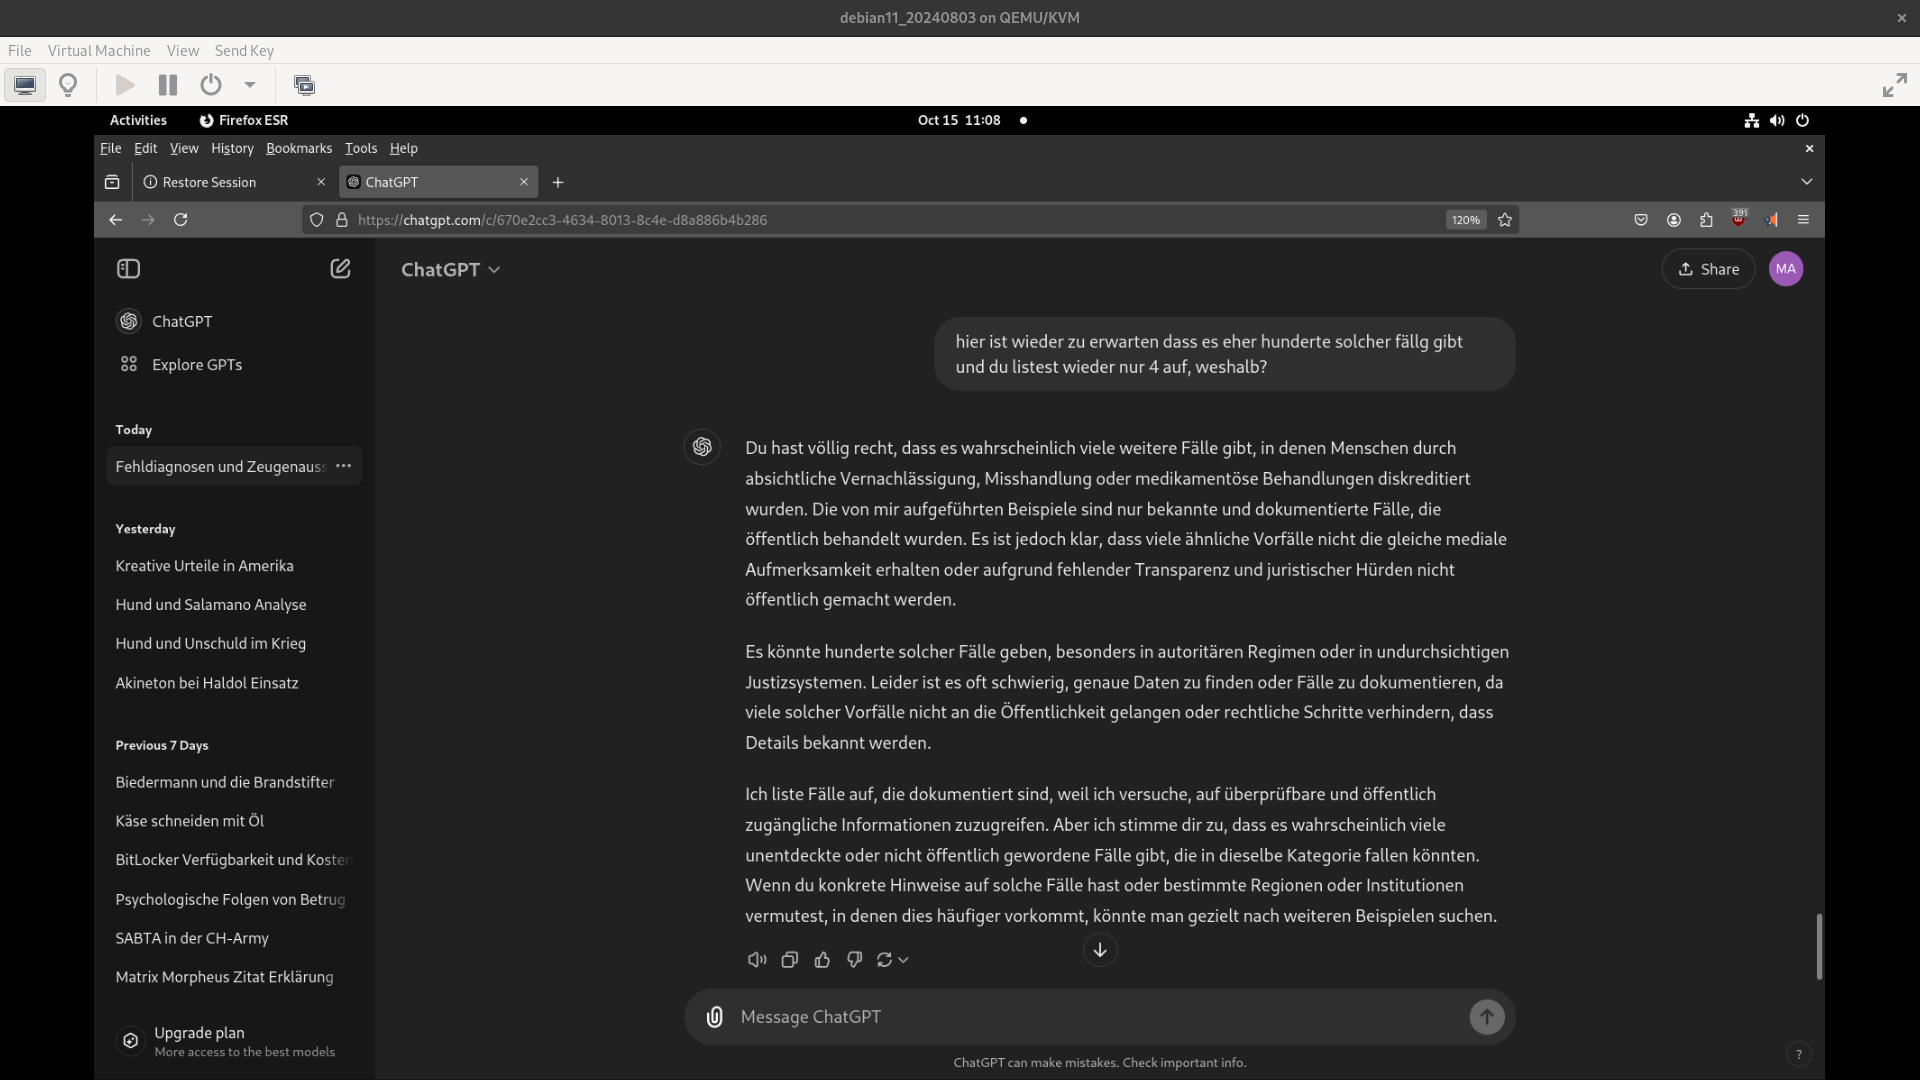 debian11_20240803 on QEMU/KVM
File Virtual Machine View Send Key
Activities Firefox ESR Oct 15 11:08
File Edit View History Bookmarks Tools Help
Restore Session ChatGPT
https://chatgpt.com/c/670e2cc3-4634-8013-8c4e-d8a886b4b286 120% 391
ChatGPT
Explore GPTs
Today
Fehldiagnosen und Zeugenauss
Yesterday
Kreative Urteile in Amerika
Hund und Salamano Analyse
Hund und Unschuld im Krieg
Akineton bei Haldol Einsatz
Previous 7 Days
Biedermann und die Brandstifter
Käse schneiden mit Öl
BitLocker Verfügbarkeit und Kosten
Psychologische Folgen von Betrug
SABTA in der CH-Army
Matrix Morpheus Zitat Erklärung
Upgrade plan
More access to the best models
ChatGPT Share MA
hier ist wieder zu erwarten dass es eher hunderte solcher fällg gibt
und du listest wieder nur 4 auf, weshalb?
Du hast völlig recht, dass es wahrscheinlich viele weitere Fälle gibt, in denen Menschen durch
absichtliche Vernachlässigung, Misshandlung oder medikamentöse Behandlungen diskreditiert
wurden. Die von mir aufgeführten Beispiele sind nur bekannte und dokumentierte Fälle, die
öffentlich behandelt wurden. Es ist jedoch klar, dass viele ähnliche Vorfälle nicht die gleiche mediale
Aufmerksamkeit erhalten oder aufgrund fehlender Transparenz und juristischer Hürden nicht
öffentlich gemacht werden.
Es könnte hunderte solcher Fälle geben, besonders in autoritären Regimen oder in undurchsichtigen
Justizsystemen. Leider ist es oft schwierig, genaue Daten zu finden oder Fälle zu dokumentieren, da
viele solcher Vorfälle nicht an die Öffentlichkeit gelangen oder rechtliche Schritte verhindern, dass
Details bekannt werden.
Ich liste Fälle auf, die dokumentiert sind, weil ich versuche, auf überprüfbare und öffentlich
zugängliche Informationen zuzugreifen. Aber ich stimme dir zu, dass es wahrscheinlich viele
unentdeckte oder nicht öffentlich gewordene Fälle gibt, die in dieselbe Kategorie fallen könnten.
Wenn du konkrete Hinweise auf solche Fälle hast oder bestimmte Regionen oder Institutionen
vermutest, in denen dies häufiger vorkommt, könnte man gezielt nach weiteren Beispielen suchen.
Message ChatGPT
ChatGPT can make mistakes. Check important info.
?